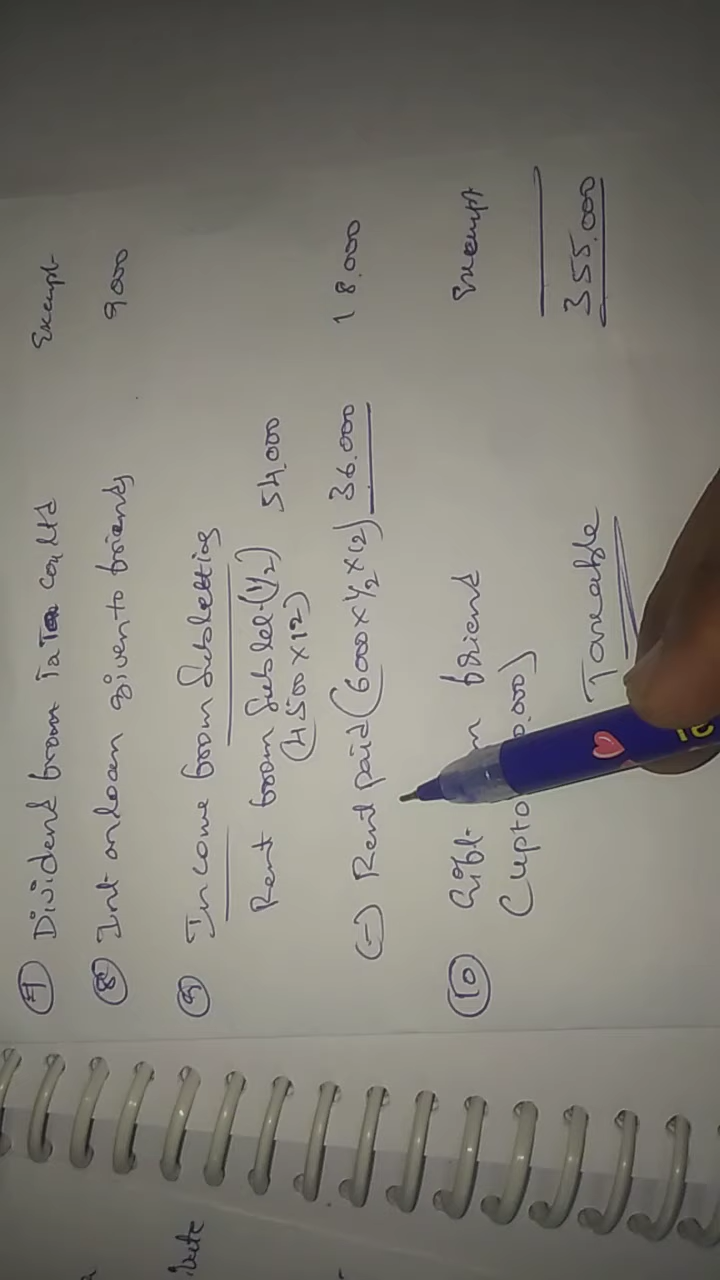 7 Dividend from Tata Co Ltd Exempt
8 Int on loan given to friends 9000
9 Income from Subletting
Rent from Sublet (1/2) 54.000
(4500 x 12)
(-) Rent paid (6000 x 1/2 x 12) 36.000 18.000
10 Gift friend Exempt
(upto
Taxable 355.000